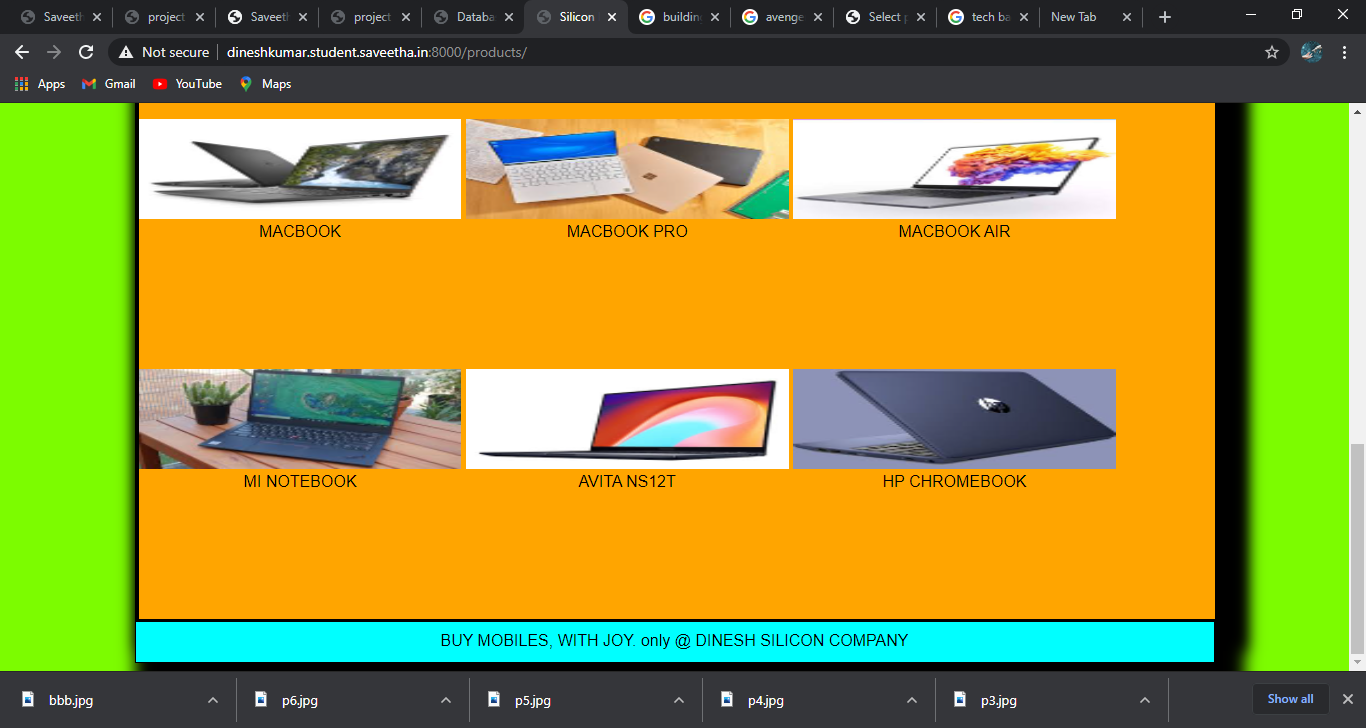 Saveeth
project
Saveeth
project
Databa
Silicon
building
avenge
Select p
tech ba
New Tab
Not secure
dineshkumar.student.saveetha.in:8000/products/
Apps
Gmail
YouTube
Maps
MACBOOK
MACBOOK PRO
MACBOOK AIR
MI NOTEBOOK
AVITA NS12T
HP CHROMEBOOK
BUY MOBILES, WITH JOY. only @ DINESH SILICON COMPANY
bbb.jpg
p6.jpg
p5.jpg
p4.jpg
p3.jpg
Show all